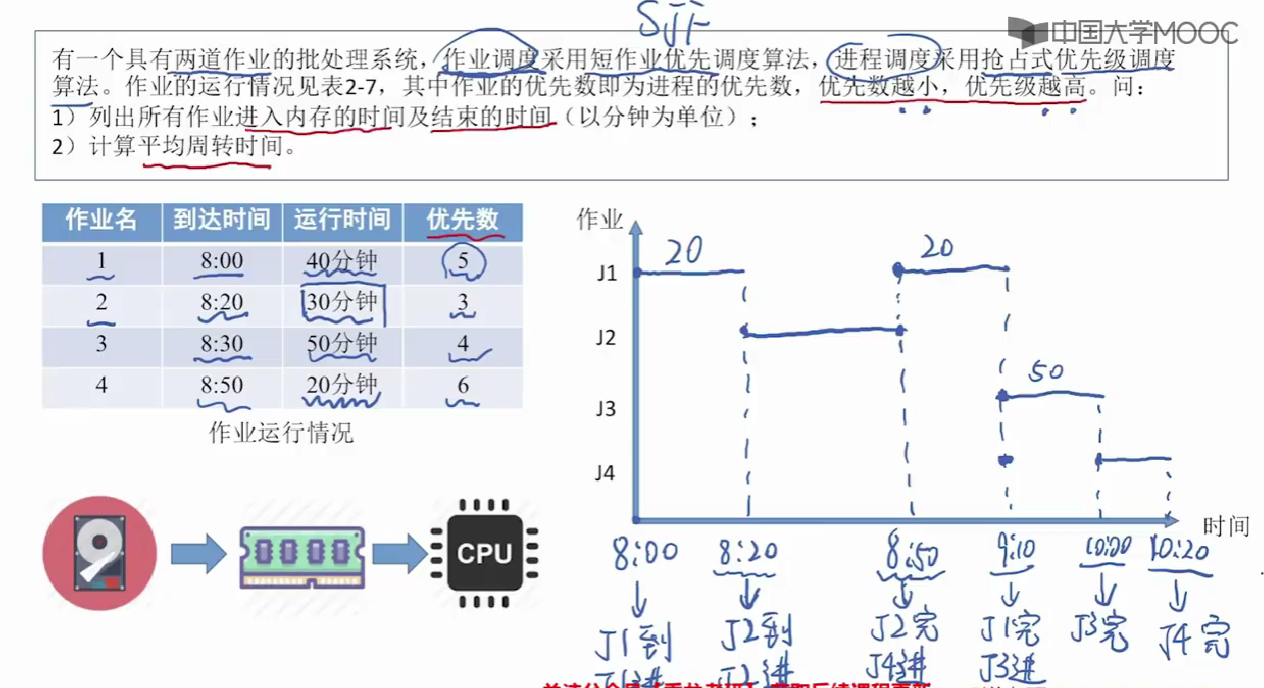 SJF
中国大学MOOC
有一个具有两道作业的批处理系统，作业调度采用短作业优先调度算法，进程调度采用抢占式优先级调度
算法。作业的运行情况见表2-7，其中作业的优先数即为进程的优先数，优先数越小，优先级越高。问：
1）列出所有作业进入内存的时间及结束的时间（以分钟为单位）；
2）计算平均周转时间。
作业名 到达时间 运行时间 优先数
1 8:00 40分钟 5
2 8:20 30分钟 3
3 8:30 50分钟 4
4 8:50 20分钟 6
作业运行情况
CPU
作业
20 20
J1
J2
50
J3
J4
时间
8:00 8:20 8:50 9:10 10:00 10:20
J1到 J2到 J2完 J1完 J3完 J4完
J2进 J4进 J3进